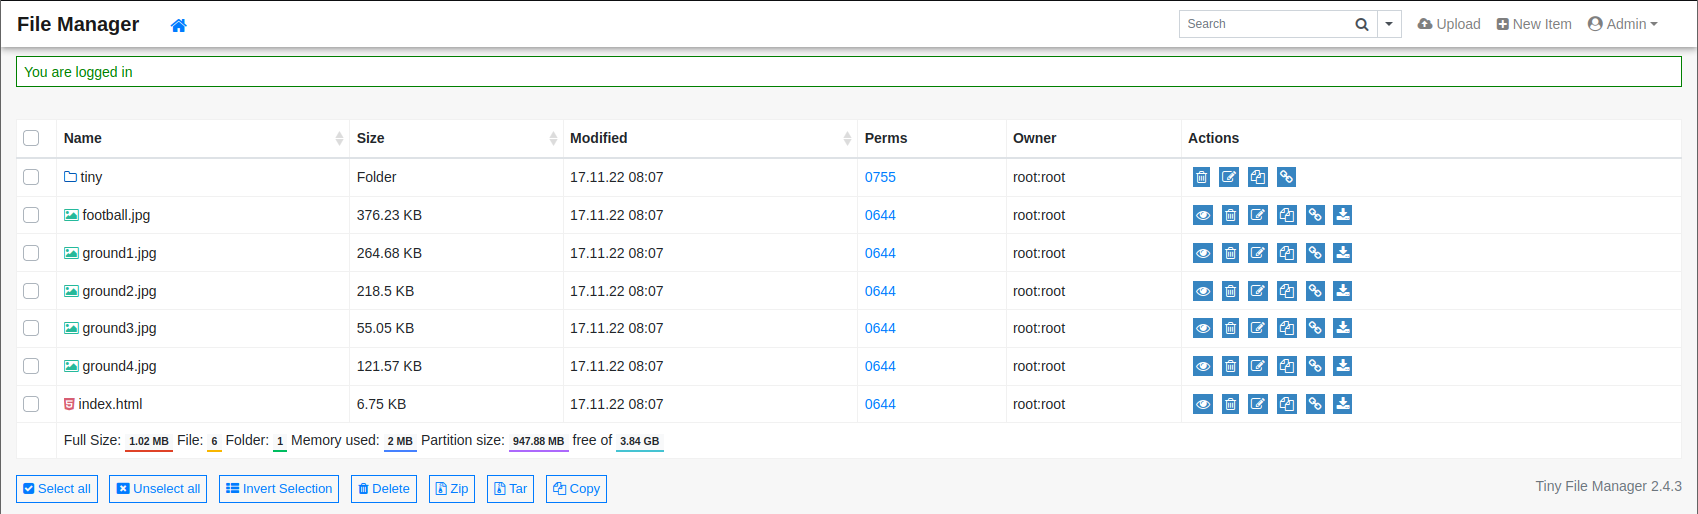 File Manager Search Upload New Item Admin
You are logged in
Name Size Modified Perms Owner Actions
tiny Folder 17.11.22 08:07 0755 root:root
football.jpg 376.23 KB 17.11.22 08:07 0644 root:root
ground1.jpg 264.68 KB 17.11.22 08:07 0644 root:root
ground2.jpg 218.5 KB 17.11.22 08:07 0644 root:root
ground3.jpg 55.05 KB 17.11.22 08:07 0644 root:root
ground4.jpg 121.57 KB 17.11.22 08:07 0644 root:root
index.html 6.75 KB 17.11.22 08:07 0644 root:root
Full Size: 1.02 MB File: 6 Folder: 1 Memory used: 2 MB Partition size: 947.88 MB free of 3.84 GB
Select all Unselect all Invert Selection Delete Zip Tar Copy Tiny File Manager 2.4.3